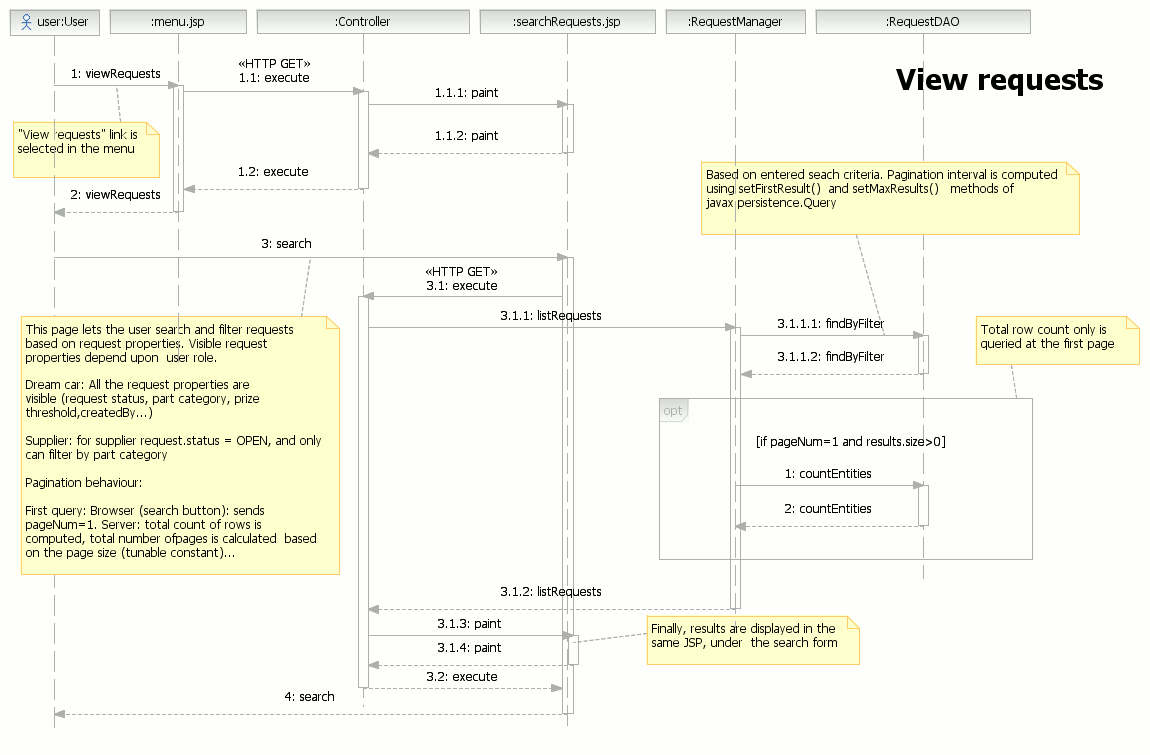 user:User
:menu.jsp
:Controller
:searchRequests.jsp
:RequestManager
:RequestDAO
View requests
1: viewRequests
«HTTP GET»
1.1: execute
1.1.1: paint
1.1.2: paint
"View requests" link is
selected in the menu
1.2: execute
2: viewRequests
Based on entered seach criteria. Pagination interval is computed
using setFirstResult() and setMaxResults() methods of
javax.persistence.Query
3: search
«HTTP GET»
3.1: execute
3.1.1: listRequests
3.1.1.1: findByFilter
3.1.1.2: findByFilter
Total row count only is
queried at the first page
This page lets the user search and filter requests
based on request properties. Visible request
properties depend upon user role.
Dream car: All the request properties are
visible (request status, part category, prize
threshold,createdBy...)
Supplier: for supplier request.status = OPEN, and only
can filter by part category
Pagination behaviour:
First query: Browser (search button): sends
pageNum=1. Server: total count of rows is
computed, total number ofpages is calculated based
on the page size (tunable constant)...
opt
[if pageNum=1 and results.size>0]
1: countEntities
2: countEntities
3.1.2: listRequests
3.1.3: paint
3.1.4: paint
Finally, results are displayed in the
same JSP, under the search form
3.2: execute
4: search